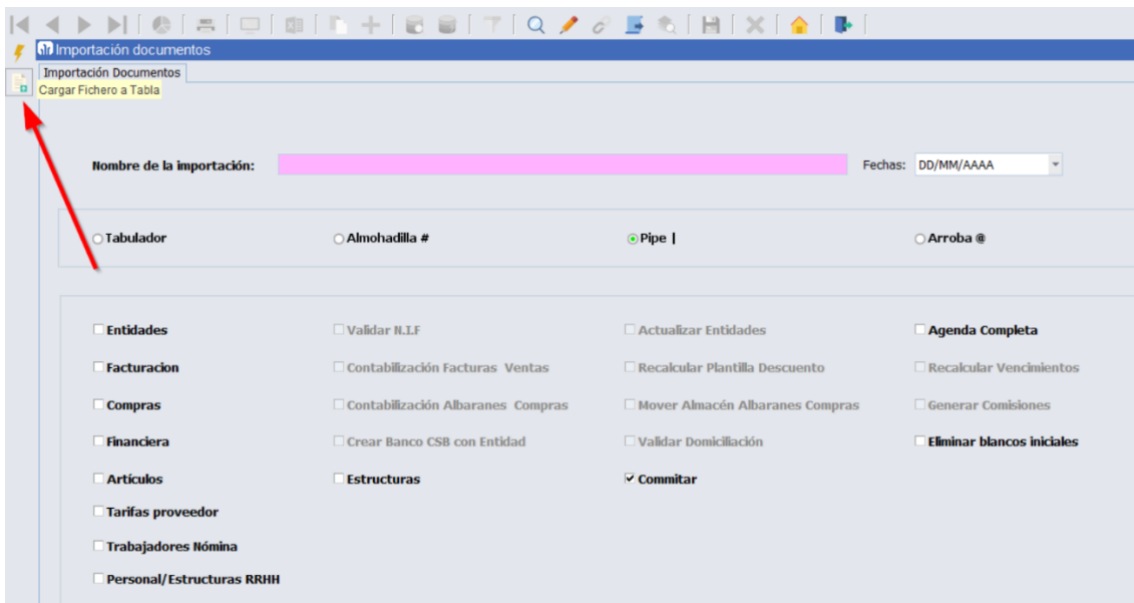 Importación documentos
Importación Documentos
Cargar Fichero a Tabla
Nombre de la importación: Fechas: DD/MM/AAAA
Tabulador Almohadilla # Pipe | Arroba @
Entidades Validar N.I.F Actualizar Entidades Agenda Completa
Facturacion Contabilización Facturas Ventas Recalcular Plantilla Descuento Recalcular Vencimientos
Compras Contabilización Albaranes Compras Mover Almacén Albaranes Compras Generar Comisiones
Financiera Crear Banco CSB con Entidad Validar Domiciliación Eliminar blancos iniciales
Artículos Estructuras Commitar
Tarifas proveedor
Trabajadores Nómina
Personal/Estructuras RRHH